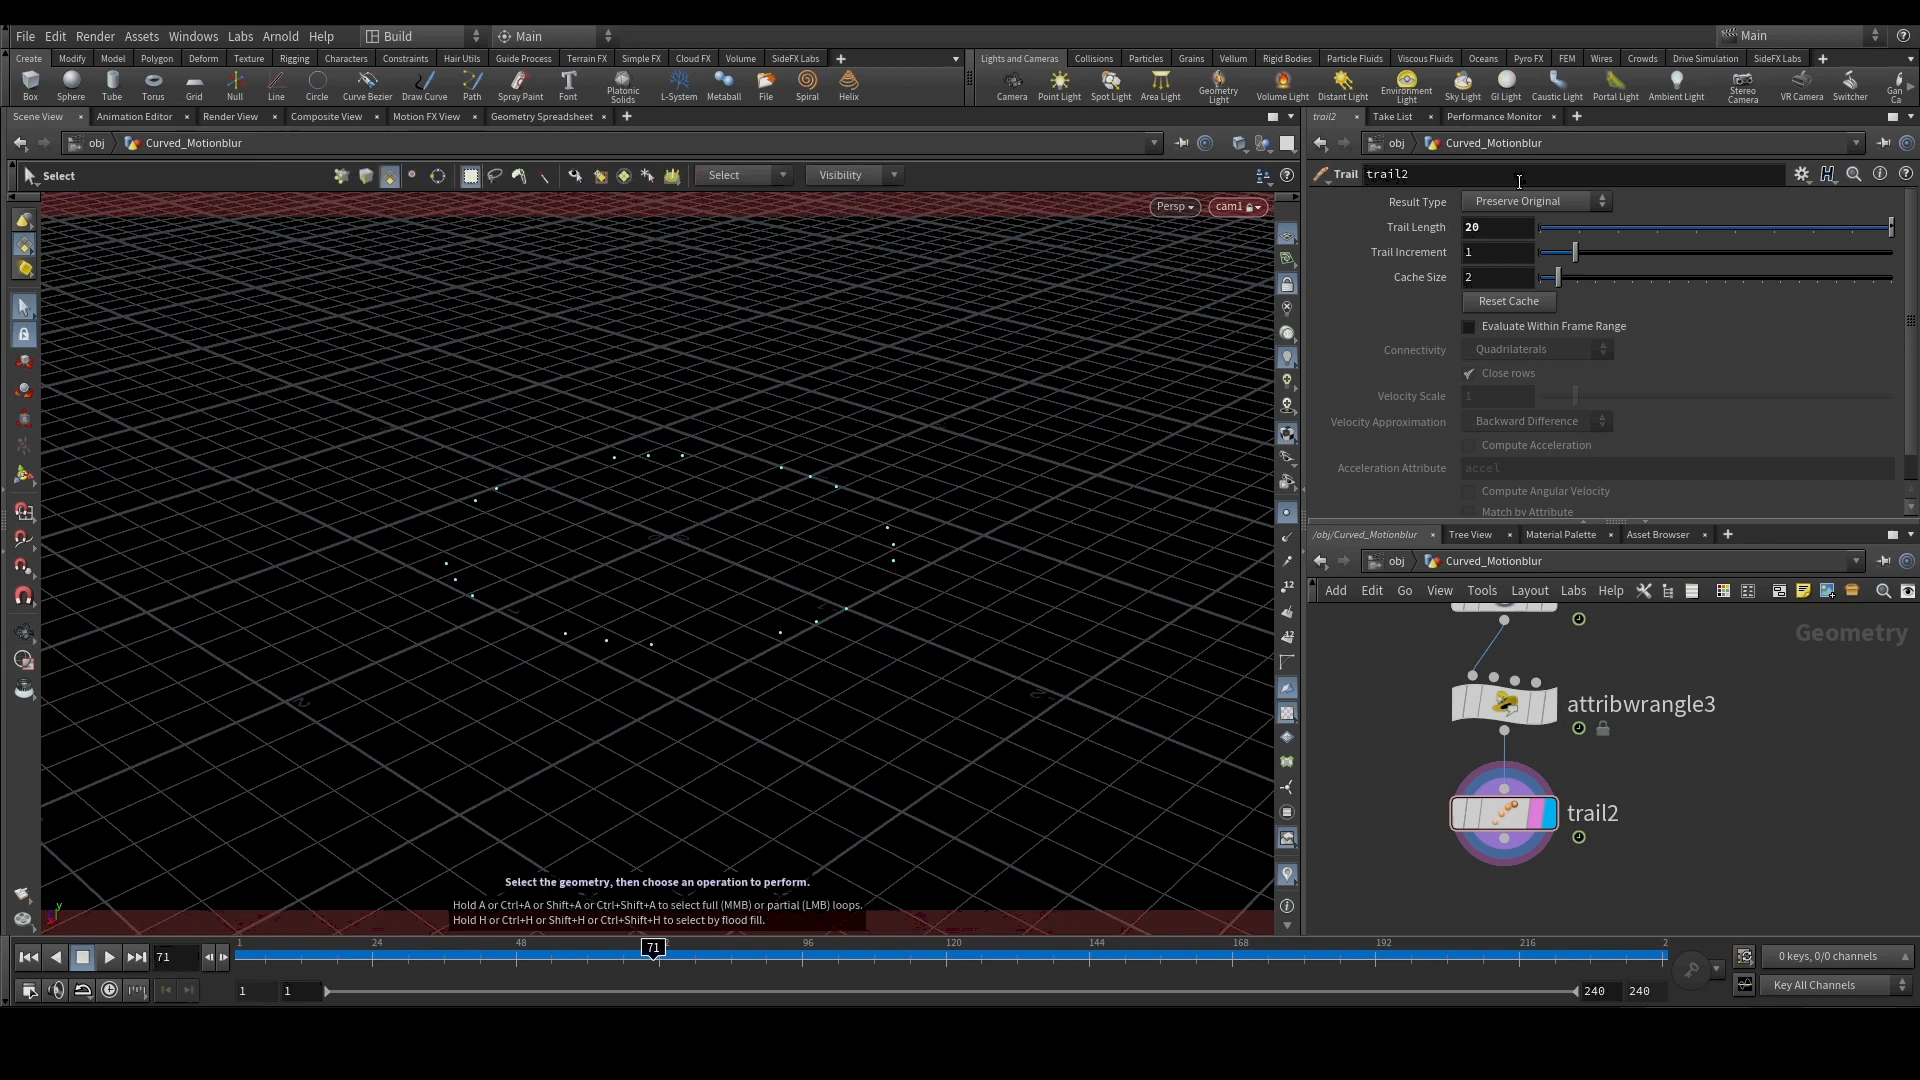 File Edit Render Assets Windows Labs Arnold Help Build Main Main
Create Modify Model Polygon Deform Texture Rigging Characters Constraints Hair Utils Guide Process Terrain FX Simple FX Cloud FX Volume SideFX Labs
Lights and Cameras Collisions Particles Grains Vellum Rigid Bodies Particle Fluids Viscous Fluids Oceans Pyro FX FEM Wires Crowds Drive Simulation SideFX Labs
Box Sphere Tube Torus Grid Null Line Circle Curve Bezier Draw Curve Path Spray Paint Font Platonic Solids L-System Metaball File Spiral Helix
Camera Point Light Spot Light Area Light Geometry Light Volume Light Distant Light Environment Light Sky Light GI Light Caustic Light Portal Light Ambient Light Stereo Camera VR Camera Switcher Gan Ca
Scene View Animation Editor Render View Composite View Motion FX View Geometry Spreadsheet
trail2 Take List Performance Monitor
obj Curved_Motionblur
obj Curved_Motionblur
Select Select Visibility
Persp cam1
Trail trail2
Result Type Preserve Original
Trail Length 20
Trail Increment 1
Cache Size 2
Reset Cache
Evaluate Within Frame Range
Connectivity Quadrilaterals
Close rows
Velocity Scale 1
Velocity Approximation Backward Difference
Compute Acceleration
Acceleration Attribute accel
Compute Angular Velocity
Match by Attribute
/obj/Curved_Motionblur Tree View Material Palette Asset Browser
obj Curved_Motionblur
Add Edit Go View Tools Layout Labs Help
Geometry
attribwrangle3
trail2
12
12
Select the geometry, then choose an operation to perform.
Hold A or Ctrl+A or Shift+A or Ctrl+Shift+A to select full (MMB) or partial (LMB) loops.
Hold H or Ctrl+H or Shift+H or Ctrl+Shift+H to select by flood fill.
y
71 1 24 48 71 2 96 120 144 168 192 216 2
0 keys, 0/0 channels
1 1 240 240
Key All Channels